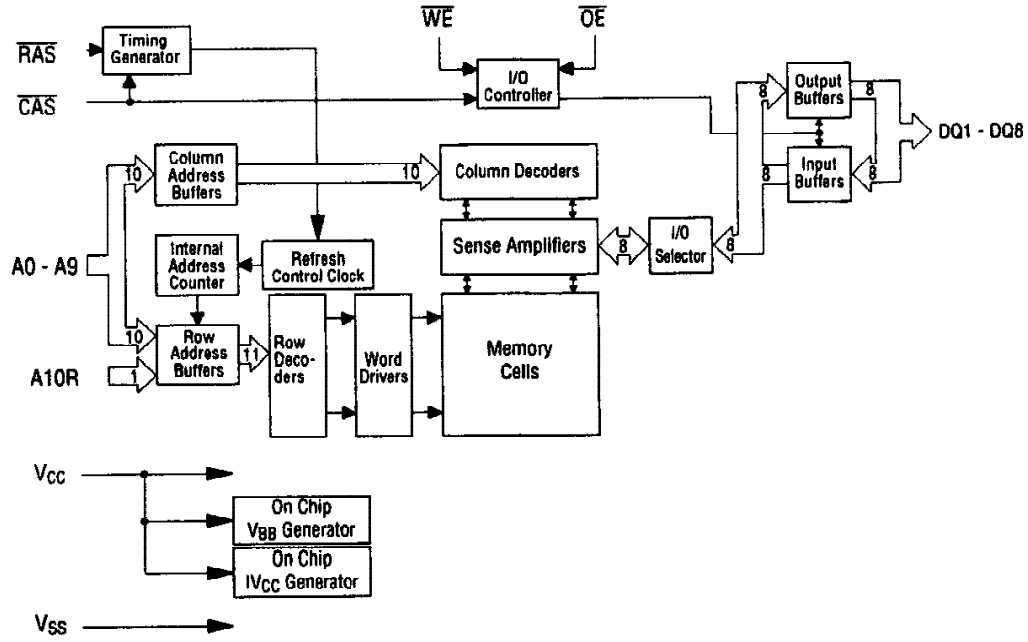 RAS
Timing
Generator
WE
OE
CAS
I/O
Controller
Output
Buffers
8
8
DQ1 - DQ8
Input
Buffers
8
8
Column
Address
Buffers
10
10
Column Decoders
Sense Amplifiers
8
I/O
Selector
8
A0 - A9
Internal
Address
Counter
Refresh
Control Clock
10
Row
Address
Buffers
11
Row
Deco-
ders
Word
Drivers
Memory
Cells
A10R
1
VCC
On Chip
VBB Generator
On Chip
IVCC Generator
VSS